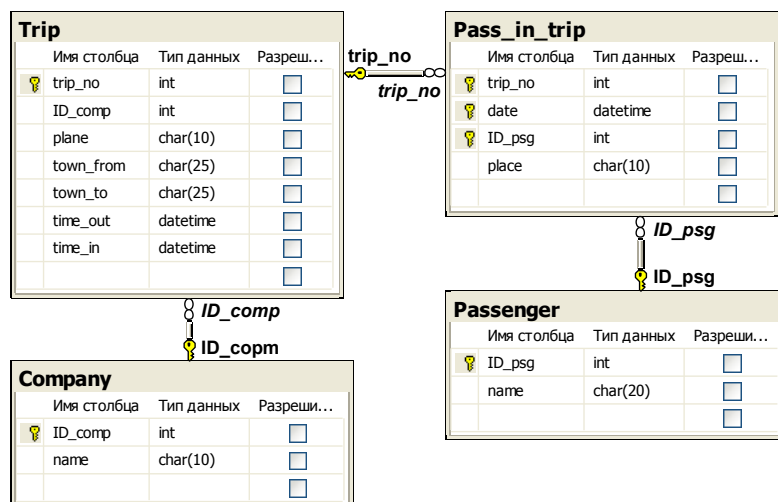 Trip
Имя столбца Тип данных Разреш...
trip_no int
ID_comp int
plane char(10)
town_from char(25)
town_to char(25)
time_out datetime
time_in datetime
trip_no
trip_no
Pass_in_trip
Имя столбца Тип данных Разреш...
trip_no int
date datetime
ID_psg int
place char(10)
ID_psg
ID_psg
ID_comp
ID_copm
Passenger
Имя столбца Тип данных Разреши...
ID_psg int
name char(20)
Company
Имя столбца Тип данных Разреши...
ID_comp int
name char(10)